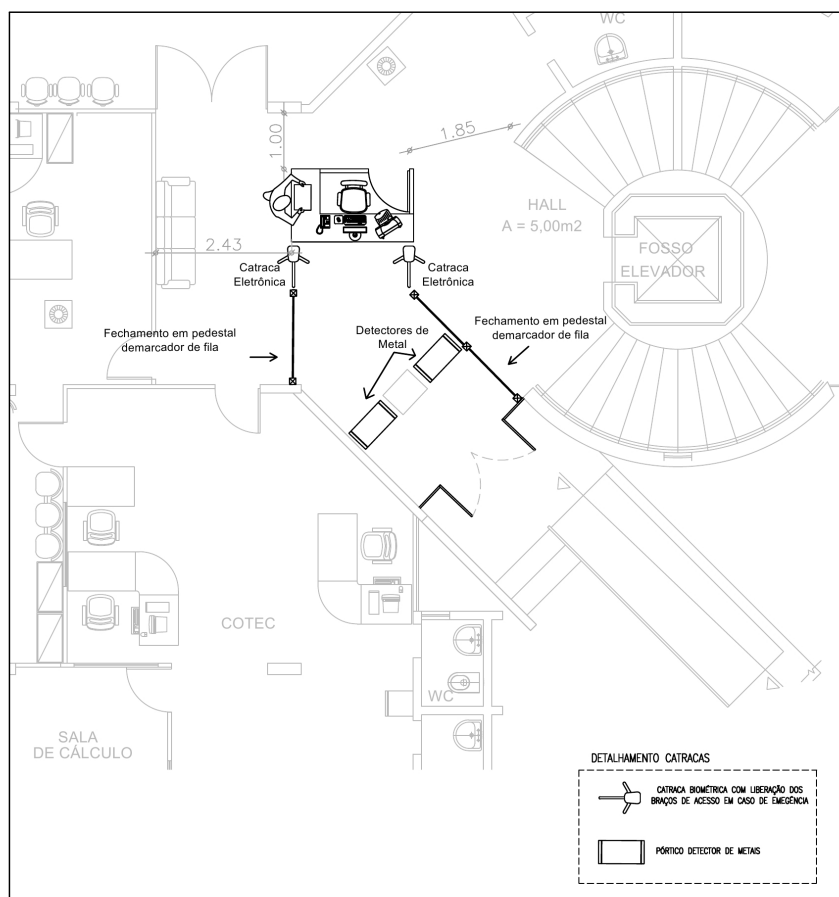 WC
1.00
1.85
HALL
A = 5,00m2
2.43
FOSSO
ELEVADOR
Catraca
Eletrônica
Catraca
Eletrônica
Fechamento em pedestal
demarcador de fila
Detectores de
Metal
Fechamento em pedestal
demarcador de fila
COTEC
WC
SALA
DE CÁLCULO
DETALHAMENTO CATRACAS
CATRACA BIOMÉTRICA COM LIBERAÇÃO DOS
BRAÇOS DE ACESSO EM CASO DE EMEGÊNCIA
PÓRTICO DETECTOR DE METAIS